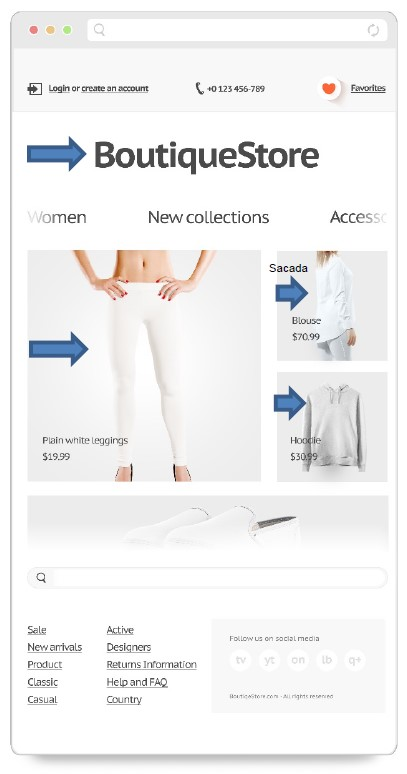 Login or create an account
+0 123 456-789
Favorites
BoutiqueStore
Women
New collections
Accesso
Sacada
Blouse
$70.99
Plain white leggings
$19.99
Hoodie
$30.99
Sale
New arrivals
Product
Classic
Casual
Active
Designers
Returns Information
Help and FAQ
Country
Follow us on social media
tv yt on lb q+
BoutiqeStore.com - All rights reserved